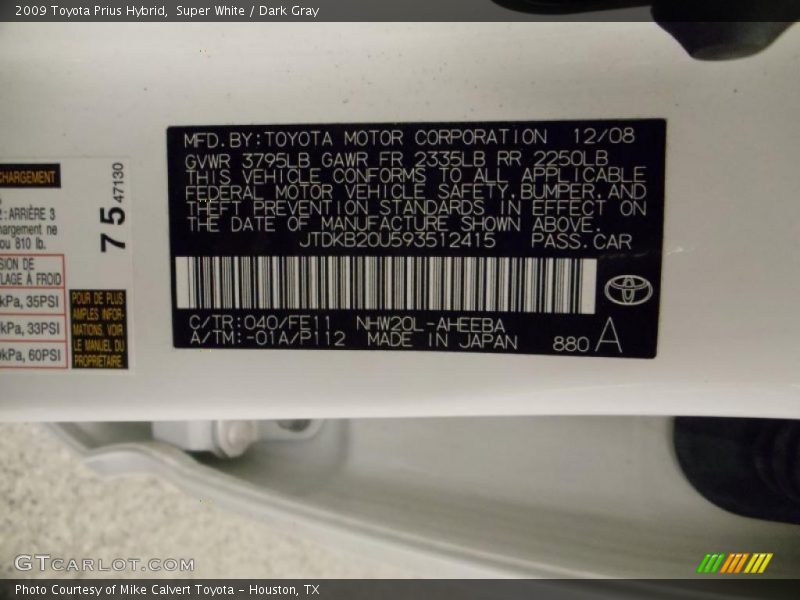 2009 Toyota Prius Hybrid, Super White / Dark Gray
MFD.BY:TOYOTA MOTOR CORPORATION 12/08
GVWR 3795LB GAWR FR 2335LB RR 2250LB
THIS VEHICLE CONFORMS TO ALL APPLICABLE
FEDERAL MOTOR VEHICLE SAFETY,BUMPER,AND
THEFT PREVENTION STANDARDS IN EFFECT ON
THE DATE OF MANUFACTURE SHOWN ABOVE.
JTDKB20U593512415 PASS.CAR
C/TR:040/FE11 NHW20L-AHEEBA
A/TM:-01A/P112 MADE IN JAPAN 880 A
CHARGEMENT
2: ARRIÈRE 3
hargement ne
ou 810 lb.
SION DE
FLAGE À FROID
kPa, 35PSI
kPa, 33PSI
kPa, 60PSI
75 47130
POUR DE PLUS
AMPLES INFOR-
MATIONS, VOIR
LE MANUEL DU
PROPRIÉTAIRE
GTCARLOT.COM
Photo Courtesy of Mike Calvert Toyota - Houston, TX